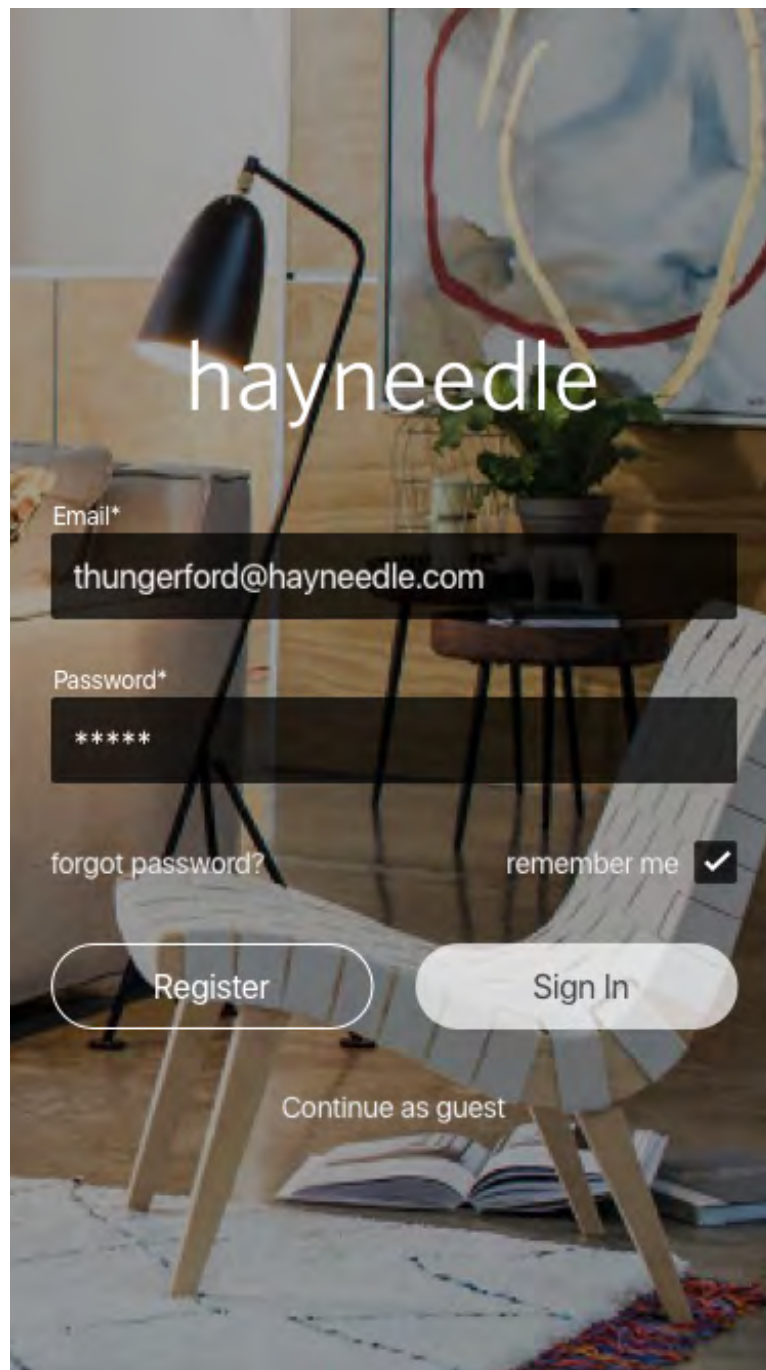 hayneedle
Email*
thungerford@hayneedle.com
Password*
*****
forgot password? remember me
Register Sign In
Continue as guest